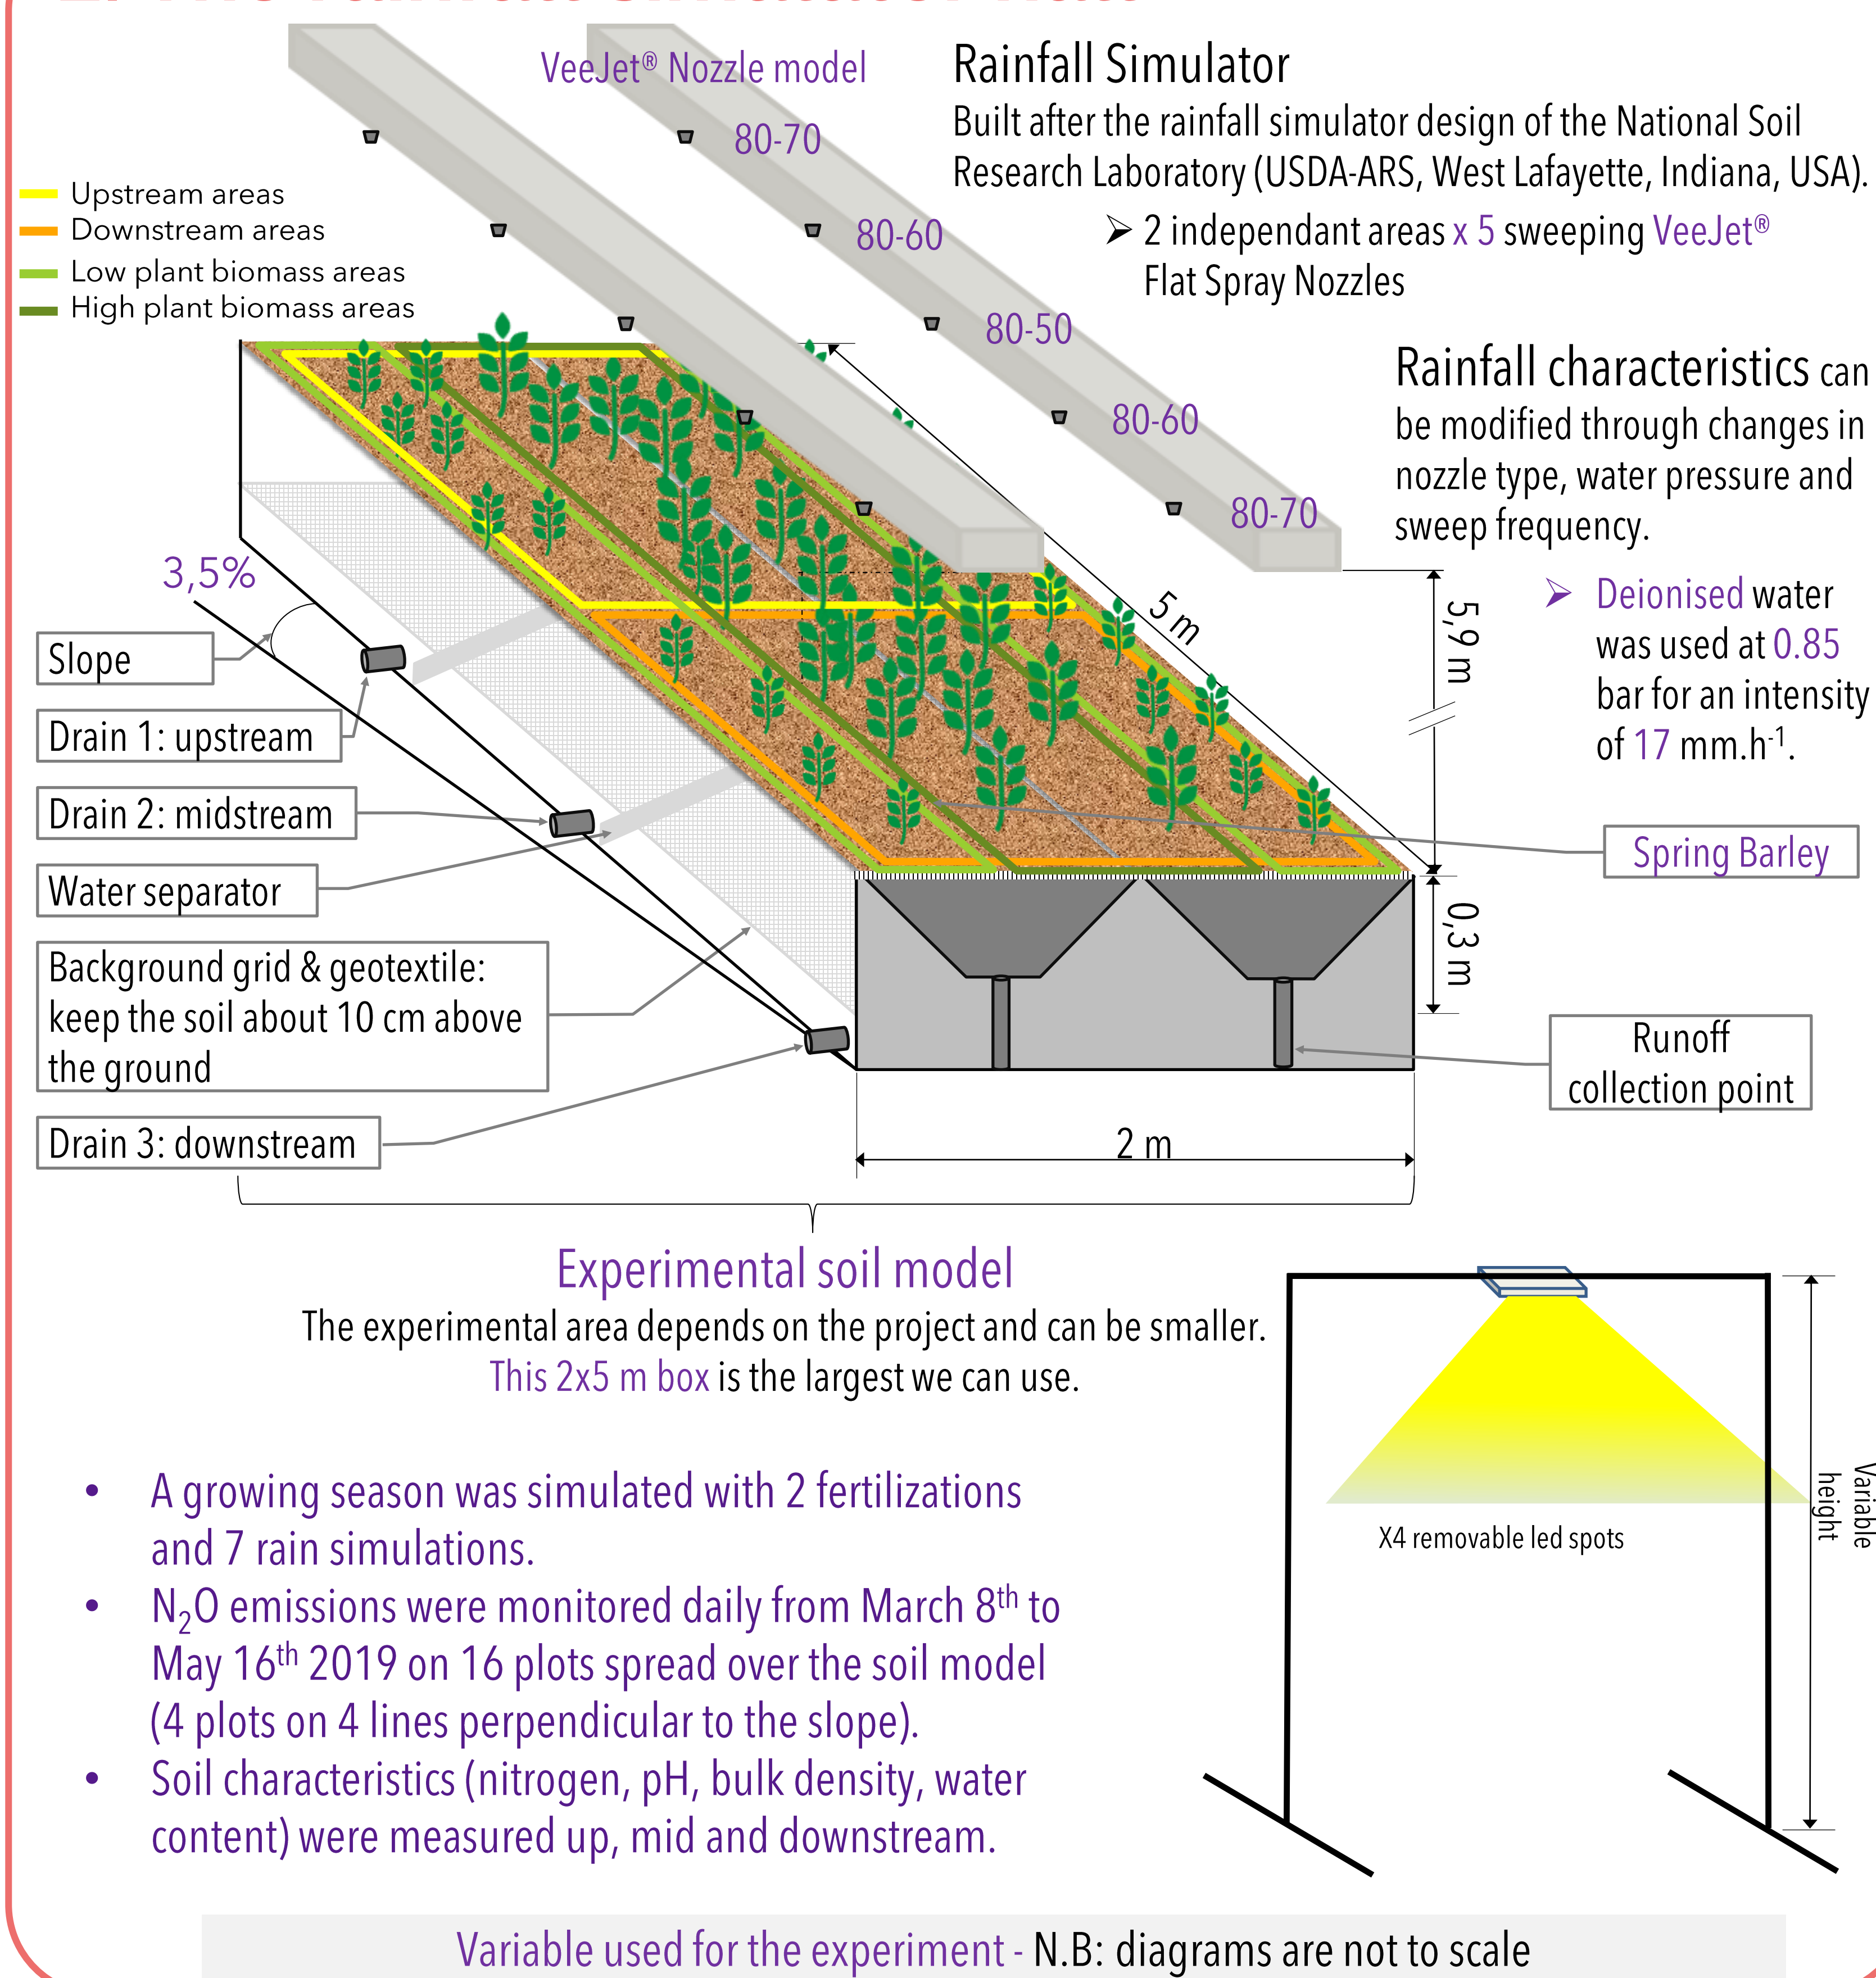 VeeJet® Nozzle model
80-70
80-60
80-50
80-60
80-70
Rainfall Simulator
Built after the rainfall simulator design of the National Soil
Research Laboratory (USDA-ARS, West Lafayette, Indiana, USA).
➢ 2 independant areas x 5 sweeping VeeJet®
Flat Spray Nozzles
Upstream areas
Downstream areas
Low plant biomass areas
High plant biomass areas
Rainfall characteristics can
be modified through changes in
nozzle type, water pressure and
sweep frequency.
➢ Deionised water
was used at 0.85
bar for an intensity
of 17 mm.h⁻¹.
3,5%
Slope
Drain 1: upstream
Drain 2: midstream
Water separator
Background grid & geotextile:
keep the soil about 10 cm above
the ground
Drain 3: downstream
5 m
5,9 m
0,3 m
2 m
Spring Barley
Runoff
collection point
Experimental soil model
The experimental area depends on the project and can be smaller.
This 2x5 m box is the largest we can use.
• A growing season was simulated with 2 fertilizations
and 7 rain simulations.
• N₂O emissions were monitored daily from March 8th to
May 16th 2019 on 16 plots spread over the soil model
(4 plots on 4 lines perpendicular to the slope).
• Soil characteristics (nitrogen, pH, bulk density, water
content) were measured up, mid and downstream.
X4 removable led spots
Variable
height
Variable used for the experiment - N.B: diagrams are not to scale